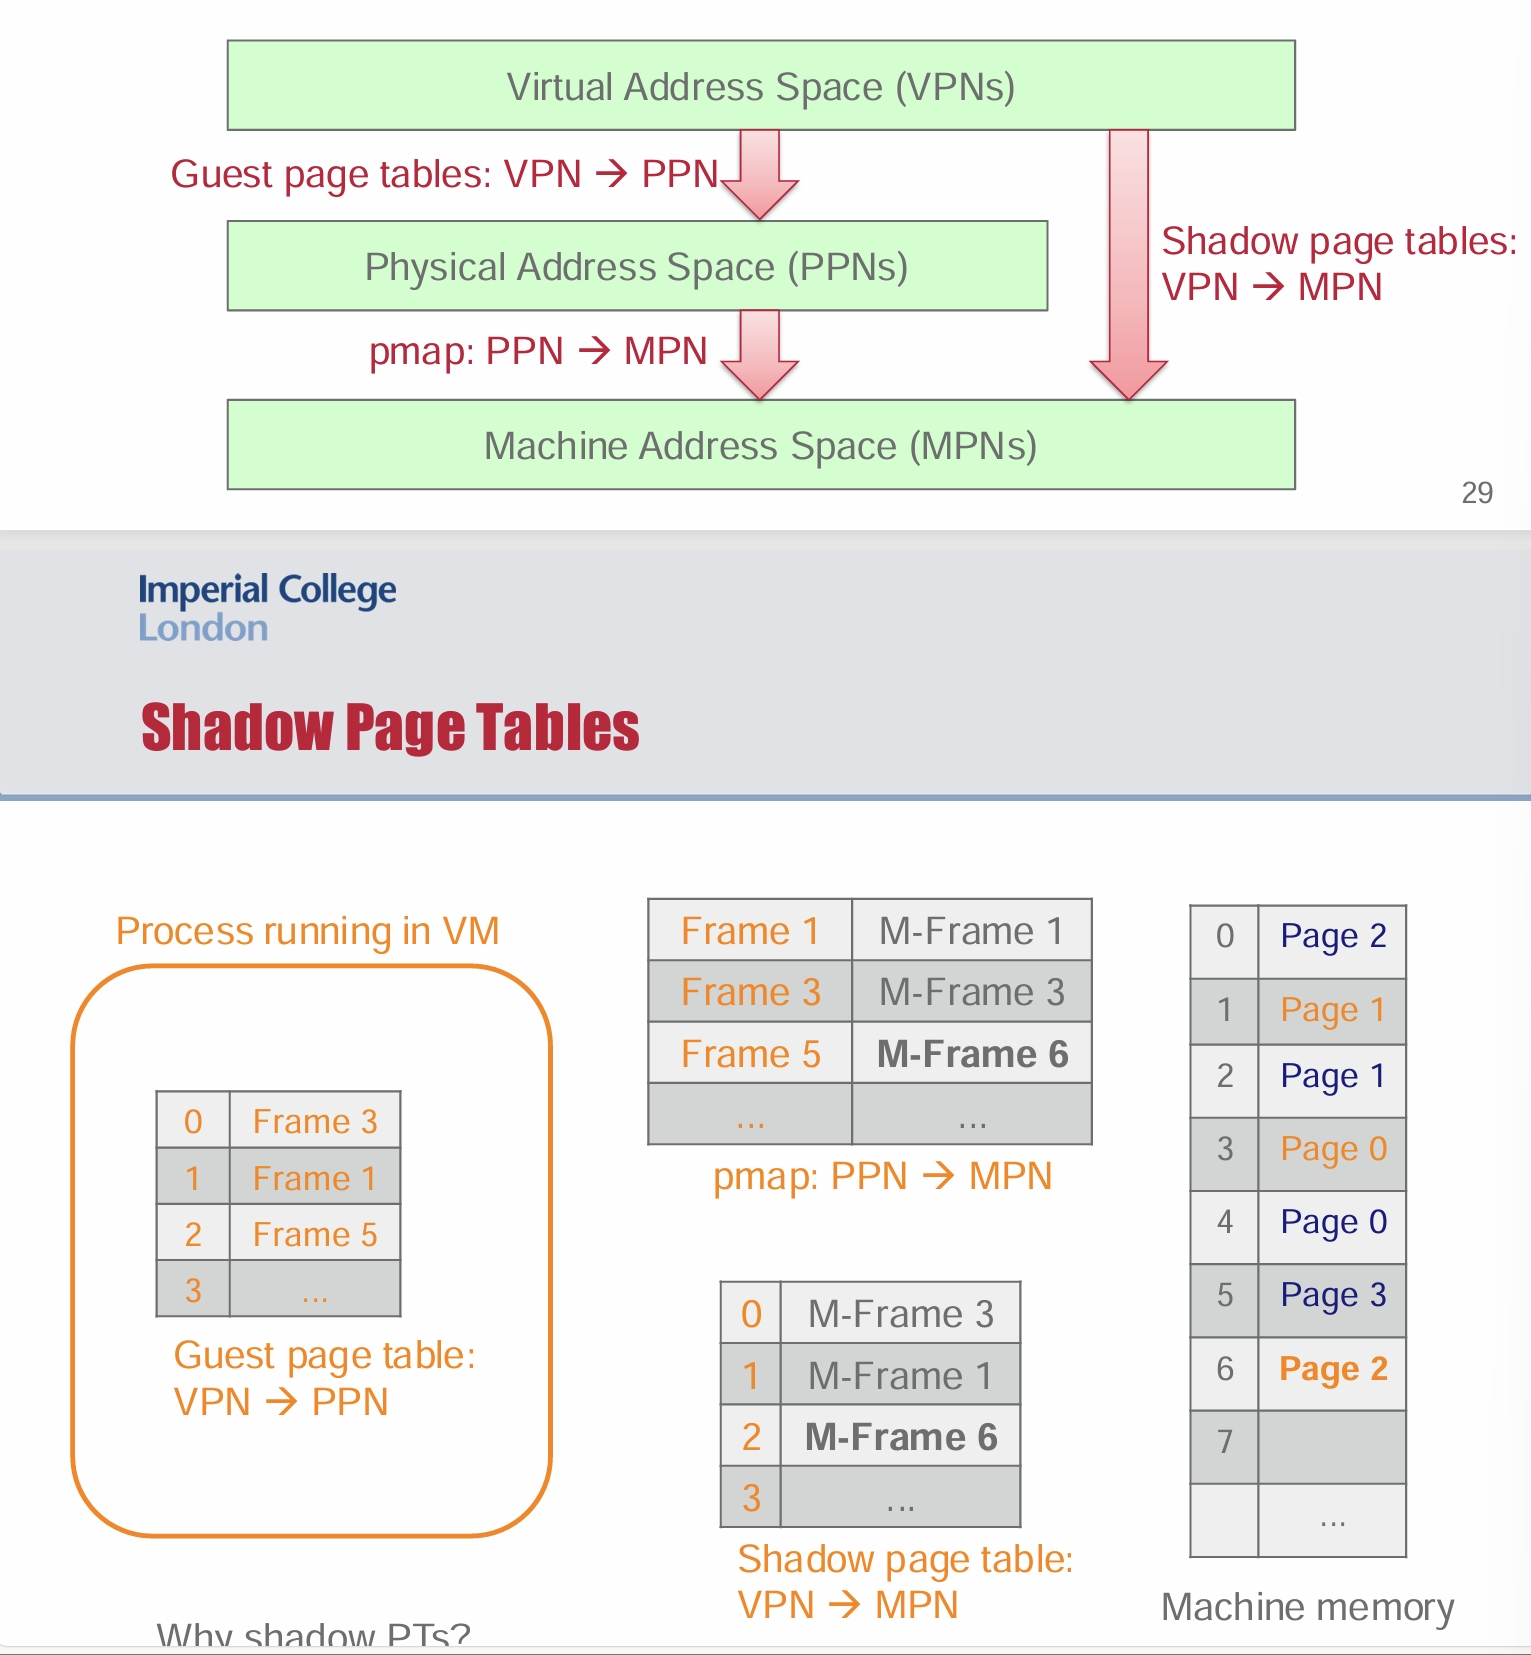 Virtual Address Space (VPNs)
Guest page tables: VPN → PPN
Shadow page tables:
VPN → MPN
Physical Address Space (PPNs)
pmap: PPN → MPN
Machine Address Space (MPNs)
29
Imperial College
London
Shadow Page Tables
Process running in VM
0 Frame 3
1 Frame 1
2 Frame 5
3 ...
Guest page table:
VPN → PPN
Frame 1 M-Frame 1
Frame 3 M-Frame 3
Frame 5 M-Frame 6
... ...
pmap: PPN → MPN
0 M-Frame 3
1 M-Frame 1
2 M-Frame 6
3 ...
Shadow page table:
VPN → MPN
0 Page 2
1 Page 1
2 Page 1
3 Page 0
4 Page 0
5 Page 3
6 Page 2
7
...
Machine memory
Why shadow PTs?